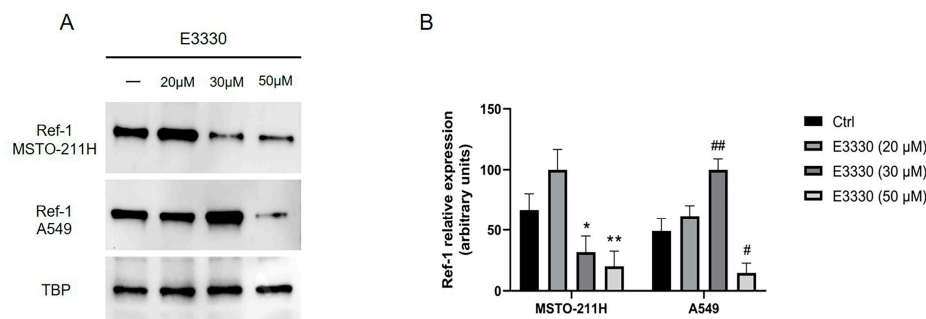 A
E3330
— 20µM 30µM 50µM
Ref-1
MSTO-211H
Ref-1
A549
TBP
B
Ref-1 relative expression
(arbitrary units)
150
100
50
0
* ** ## #
MSTO-211H A549
Ctrl
E3330 (20 µM)
E3330 (30 µM)
E3330 (50 µM)